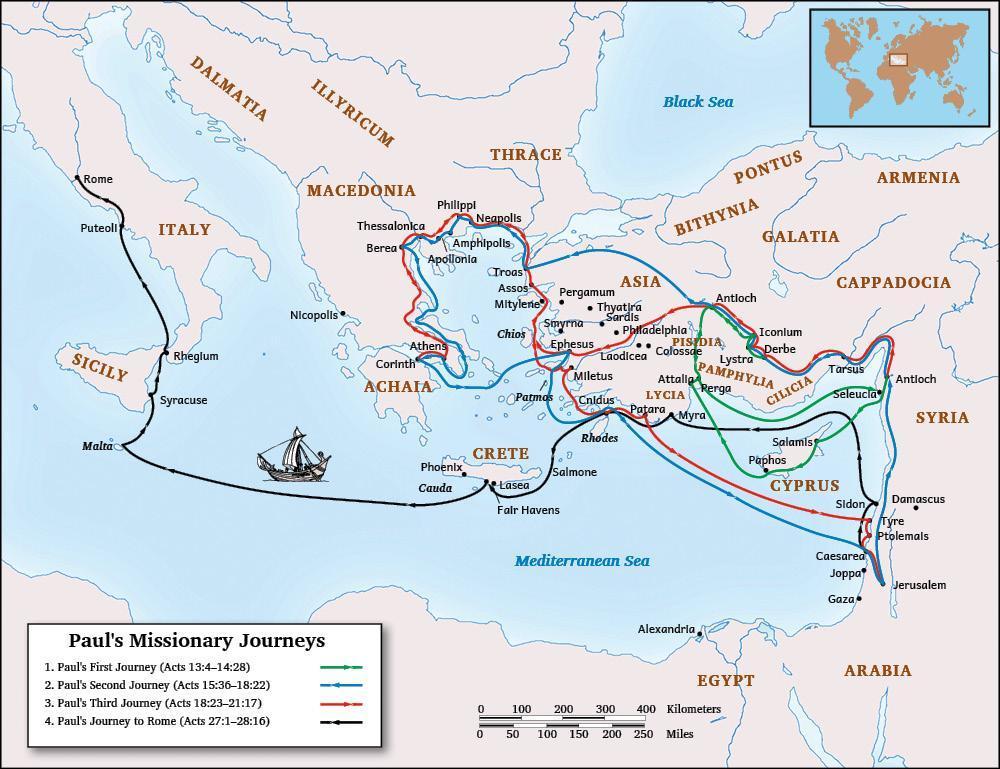 Black Sea
DALMATIA
ILLYRICUM
THRACE
PONTUS
ARMENIA
Rome
MACEDONIA
BITHYNIA
Philippi
Neapolis
Puteoli
ITALY
Thessalonica
GALATIA
Berea
Amphipolis
Apollonia
Troas
ASIA
CAPPADOCIA
Assos
Pergamum
Antioch
Mitylene
Thyatira
Nicopolis
Sardis
Smyrna
Philadelphia
Iconium
Chios
PISIDIA
Derbe
Athens
Ephesus
Laodicea
Colossae
Lystra
Rhegium
SICILY
Corinth
Miletus
PAMPHYLIA
Tarsus
ACHAIA
Attalia
Perga
CILICIA
Antioch
Patmos
LYCIA
Seleucia
Syracuse
Cnidus
Patara
Myra
SYRIA
Malta
Rhodes
Salamis
CRETE
Paphos
Phoenix
Salmone
CYPRUS
Cauda
Lasea
Sidon
Damascus
Fair Havens
Tyre
Ptolemais
Mediterranean Sea
Caesarea
Joppa
Jerusalem
Gaza
Alexandria
EGYPT
ARABIA
Paul's Missionary Journeys
1. Paul's First Journey (Acts 13:4–14:28)
2. Paul's Second Journey (Acts 15:36–18:22)
3. Paul's Third Journey (Acts 18:23–21:17)
4. Paul's Journey to Rome (Acts 27:1–28:16)
0 100 200 300 400 Kilometers
0 50 100 150 200 250 Miles